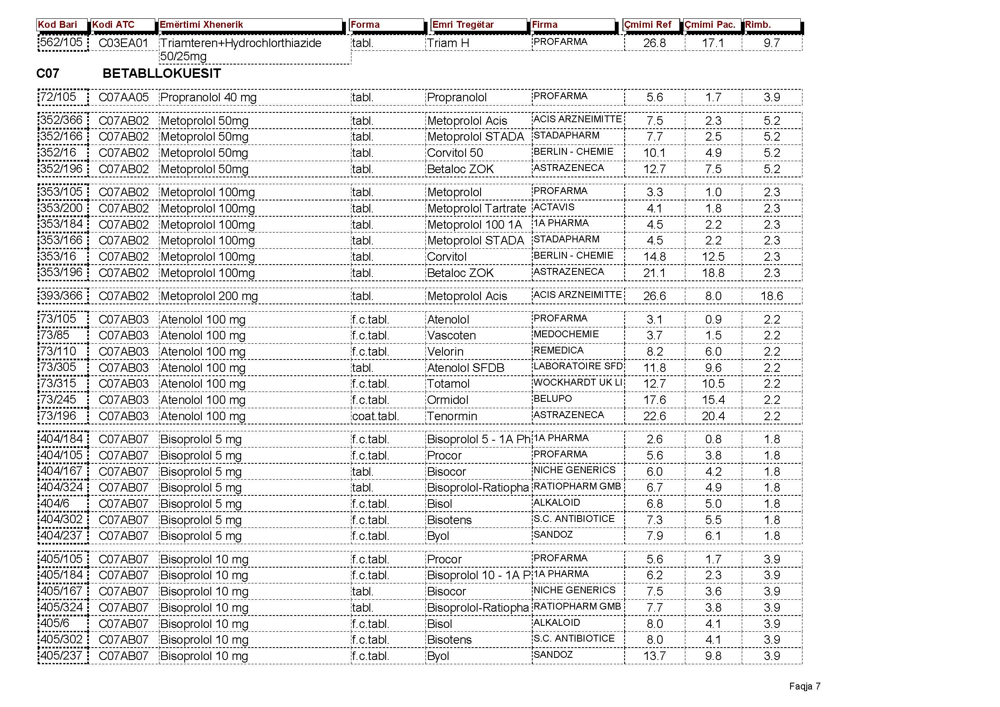 Kod Bari Kodi ATC Emërtimi Xhenerik Forma Emri Tregëtar Firma Çmimi Ref Çmimi Pac. Rimb.
562/105 C03EA01 Triamteren+Hydrochlorthiazide tabl. Triam H PROFARMA 26.8 17.1 9.7
50/25mg
C07 BETABLLOKUESIT
72/105 C07AA05 Propranolol 40 mg tabl. Propranolol PROFARMA 5.6 1.7 3.9
352/366 C07AB02 Metoprolol 50mg tabl. Metoprolol Acis ACIS ARZNEIMITTE 7.5 2.3 5.2
352/166 C07AB02 Metoprolol 50mg tabl. Metoprolol STADA STADAPHARM 7.7 2.5 5.2
352/16 C07AB02 Metoprolol 50mg tabl. Corvitol 50 BERLIN - CHEMIE 10.1 4.9 5.2
352/196 C07AB02 Metoprolol 50mg tabl. Betaloc ZOK ASTRAZENECA 12.7 7.5 5.2
353/105 C07AB02 Metoprolol 100mg tabl. Metoprolol PROFARMA 3.3 1.0 2.3
353/200 C07AB02 Metoprolol 100mg tabl. Metoprolol Tartrate ACTAVIS 4.1 1.8 2.3
353/184 C07AB02 Metoprolol 100mg tabl. Metoprolol 100 1A 1A PHARMA 4.5 2.2 2.3
353/166 C07AB02 Metoprolol 100mg tabl. Metoprolol STADA STADAPHARM 4.5 2.2 2.3
353/16 C07AB02 Metoprolol 100mg tabl. Corvitol BERLIN - CHEMIE 14.8 12.5 2.3
353/196 C07AB02 Metoprolol 100mg tabl. Betaloc ZOK ASTRAZENECA 21.1 18.8 2.3
393/366 C07AB02 Metoprolol 200 mg tabl. Metoprolol Acis ACIS ARZNEIMITTE 26.6 8.0 18.6
73/105 C07AB03 Atenolol 100 mg f.c.tabl. Atenolol PROFARMA 3.1 0.9 2.2
73/85 C07AB03 Atenolol 100 mg f.c.tabl. Vascoten MEDOCHEMIE 3.7 1.5 2.2
73/110 C07AB03 Atenolol 100 mg f.c.tabl. Velorin REMEDICA 8.2 6.0 2.2
73/305 C07AB03 Atenolol 100 mg tabl. Atenolol SFDB LABORATOIRE SFD 11.8 9.6 2.2
73/315 C07AB03 Atenolol 100 mg f.c.tabl. Totamol WOCKHARDT UK LI 12.7 10.5 2.2
73/245 C07AB03 Atenolol 100 mg f.c.tabl. Ormidol BELUPO 17.6 15.4 2.2
73/196 C07AB03 Atenolol 100 mg coat.tabl. Tenormin ASTRAZENECA 22.6 20.4 2.2
404/184 C07AB07 Bisoprolol 5 mg f.c.tabl. Bisoprolol 5 - 1A Ph 1A PHARMA 2.6 0.8 1.8
404/105 C07AB07 Bisoprolol 5 mg f.c.tabl. Procor PROFARMA 5.6 3.8 1.8
404/167 C07AB07 Bisoprolol 5 mg tabl. Bisocor NICHE GENERICS 6.0 4.2 1.8
404/324 C07AB07 Bisoprolol 5 mg tabl. Bisoprolol-Ratiopha RATIOPHARM GMB 6.7 4.9 1.8
404/6 C07AB07 Bisoprolol 5 mg f.c.tabl. Bisol ALKALOID 6.8 5.0 1.8
404/302 C07AB07 Bisoprolol 5 mg f.c.tabl. Bisotens S.C. ANTIBIOTICE 7.3 5.5 1.8
404/237 C07AB07 Bisoprolol 5 mg f.c.tabl. Byol SANDOZ 7.9 6.1 1.8
405/105 C07AB07 Bisoprolol 10 mg f.c.tabl. Procor PROFARMA 5.6 1.7 3.9
405/184 C07AB07 Bisoprolol 10 mg f.c.tabl. Bisoprolol 10 - 1A P 1A PHARMA 6.2 2.3 3.9
405/167 C07AB07 Bisoprolol 10 mg tabl. Bisocor NICHE GENERICS 7.5 3.6 3.9
405/324 C07AB07 Bisoprolol 10 mg tabl. Bisoprolol-Ratiopha RATIOPHARM GMB 7.7 3.8 3.9
405/6 C07AB07 Bisoprolol 10 mg f.c.tabl. Bisol ALKALOID 8.0 4.1 3.9
405/302 C07AB07 Bisoprolol 10 mg f.c.tabl. Bisotens S.C. ANTIBIOTICE 8.0 4.1 3.9
405/237 C07AB07 Bisoprolol 10 mg f.c.tabl. Byol SANDOZ 13.7 9.8 3.9
Faqja 7